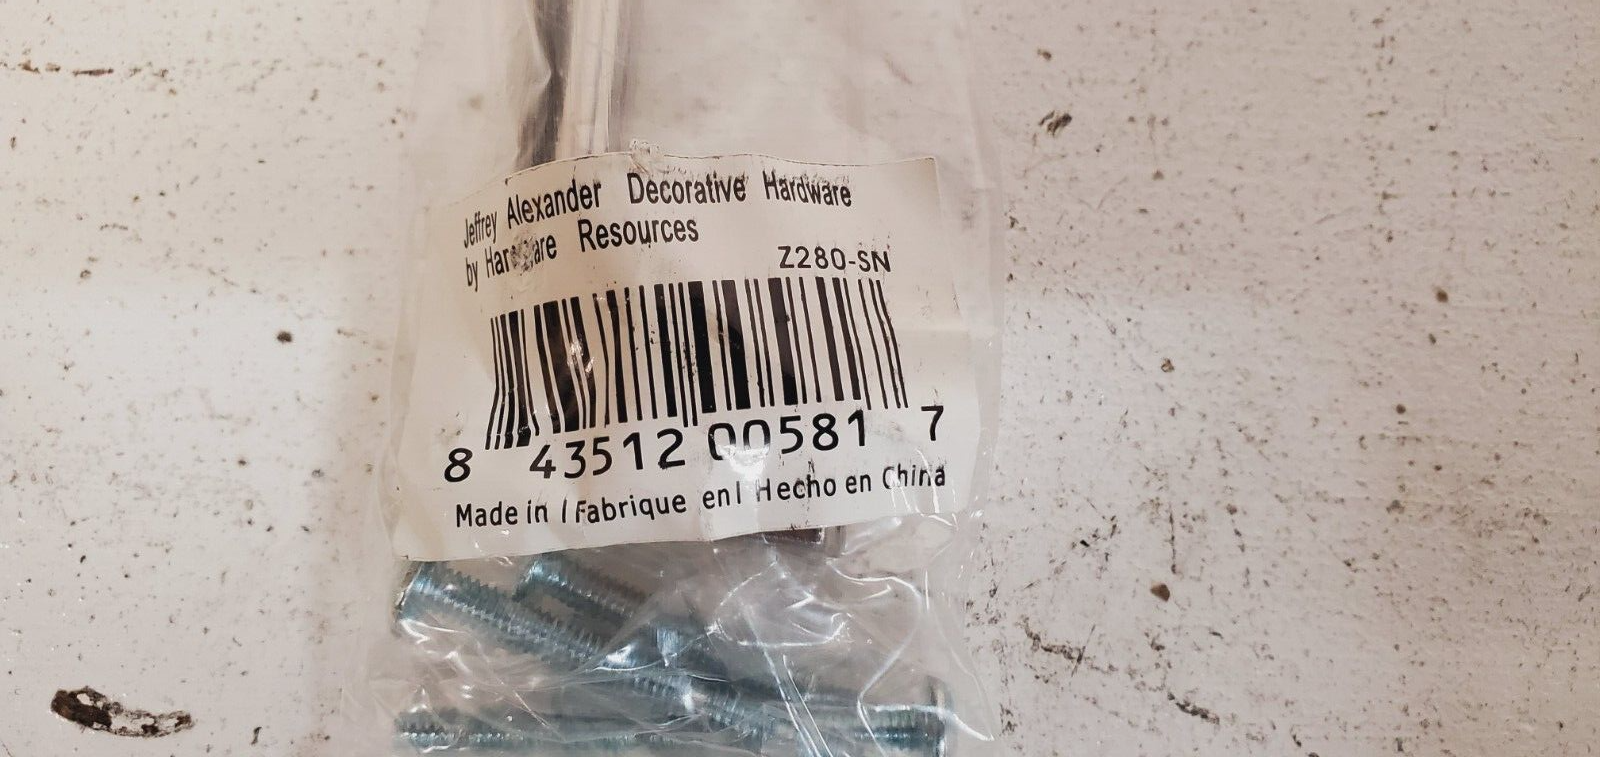 Jeffrey Alexander Decorative Hardware
by Hardware Resources
Z280-SN
8 43512 00581 7
Made in / Fabrique en / Hecho en China